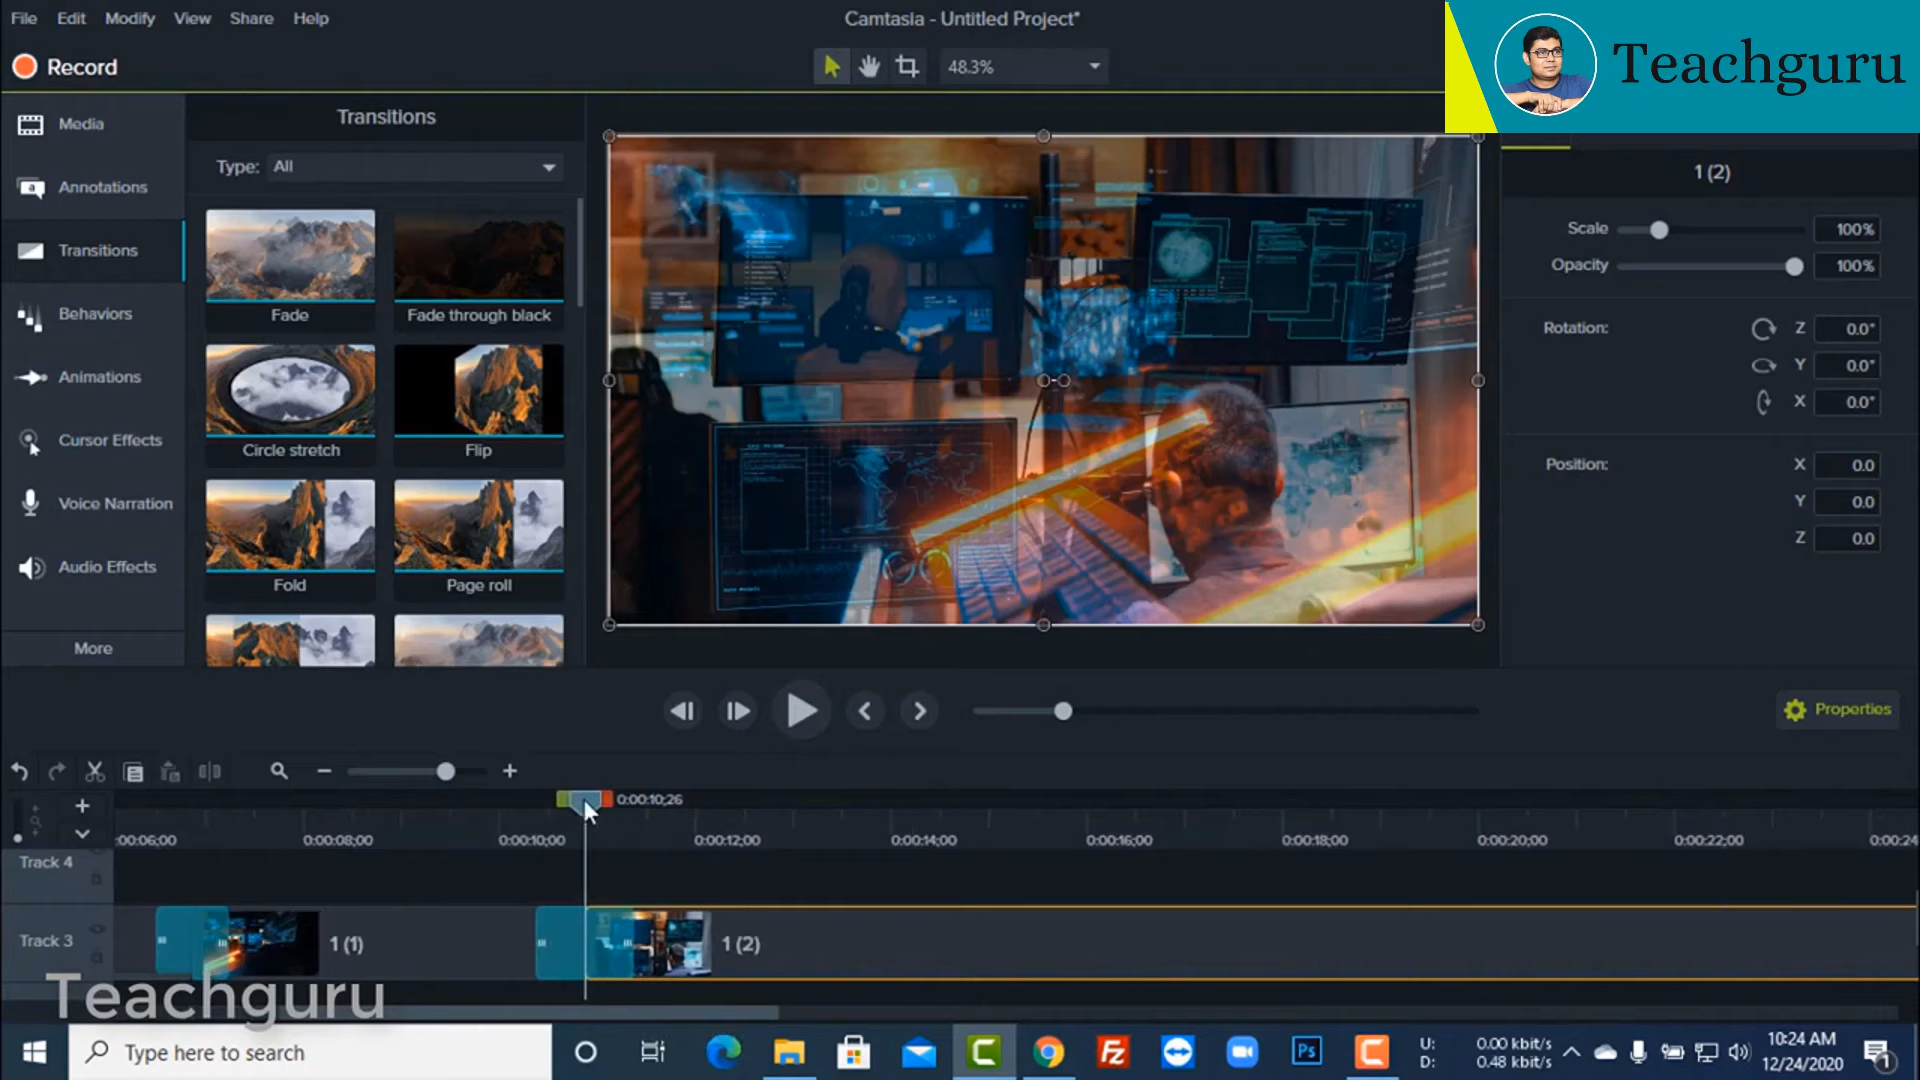 File Edit Modify View Share Help
Camtasia - Untitled Project*
Teachguru
Record
48.3%
Media
Annotations
Transitions
Behaviors
Animations
Cursor Effects
Voice Narration
Audio Effects
More
Transitions
Type: All
Fade
Fade through black
Circle stretch
Flip
Fold
Page roll
1 (2)
Scale 100%
Opacity 100%
Rotation: Z 0.0°
Y 0.0°
X 0.0°
Position: X 0.0
Y 0.0
Z 0.0
Properties
0:00:10;26
:00:06;00 0:00:08;00 0:00:10;00 0:00:12;00 0:00:14;00 0:00:16;00 0:00:18;00 0:00:20;00 0:00:22;00 0:00:24
Track 4
Track 3
1 (1)
1 (2)
Teachguru
Type here to search
U: 0.00 kbit/s
D: 0.48 kbit/s
10:24 AM
12/24/2020
1